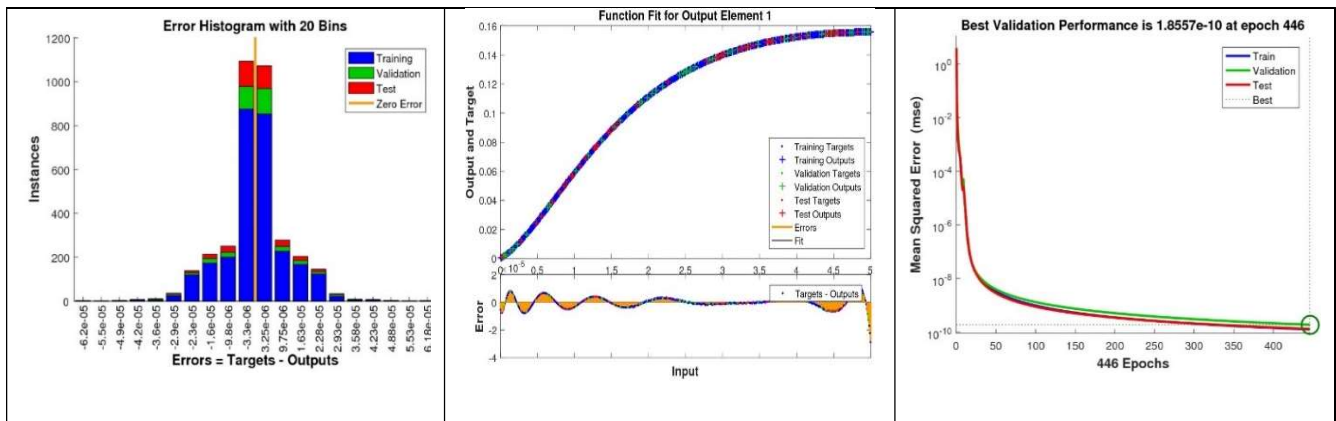 Error Histogram with 20 Bins
1200
1000
800
600
400
200
0
Instances
Training
Validation
Test
Zero Error
-6.2e-05
-5.5e-05
-4.9e-05
-4.2e-05
-3.6e-05
-2.9e-05
-2.3e-05
-1.6e-05
-9.8e-06
-3.3e-06
3.25e-06
9.75e-06
1.63e-05
2.28e-05
2.93e-05
3.58e-05
4.23e-05
4.88e-05
5.53e-05
6.18e-05
Errors = Targets - Outputs
Function Fit for Output Element 1
0.16
0.14
0.12
0.1
0.08
0.06
0.04
0.02
0
Output and Target
Training Targets
Training Outputs
Validation Targets
Validation Outputs
Test Targets
Test Outputs
Errors
Fit
0 0.5 1 1.5 2 2.5 3 3.5 4 4.5 5
×10-5
2
0
-2
-4
Error
Targets - Outputs
Input
Best Validation Performance is 1.8557e-10 at epoch 446
Mean Squared Error (mse)
10^0
10^-2
10^-4
10^-6
10^-8
10^-10
Train
Validation
Test
Best
0 50 100 150 200 250 300 350 400
446 Epochs